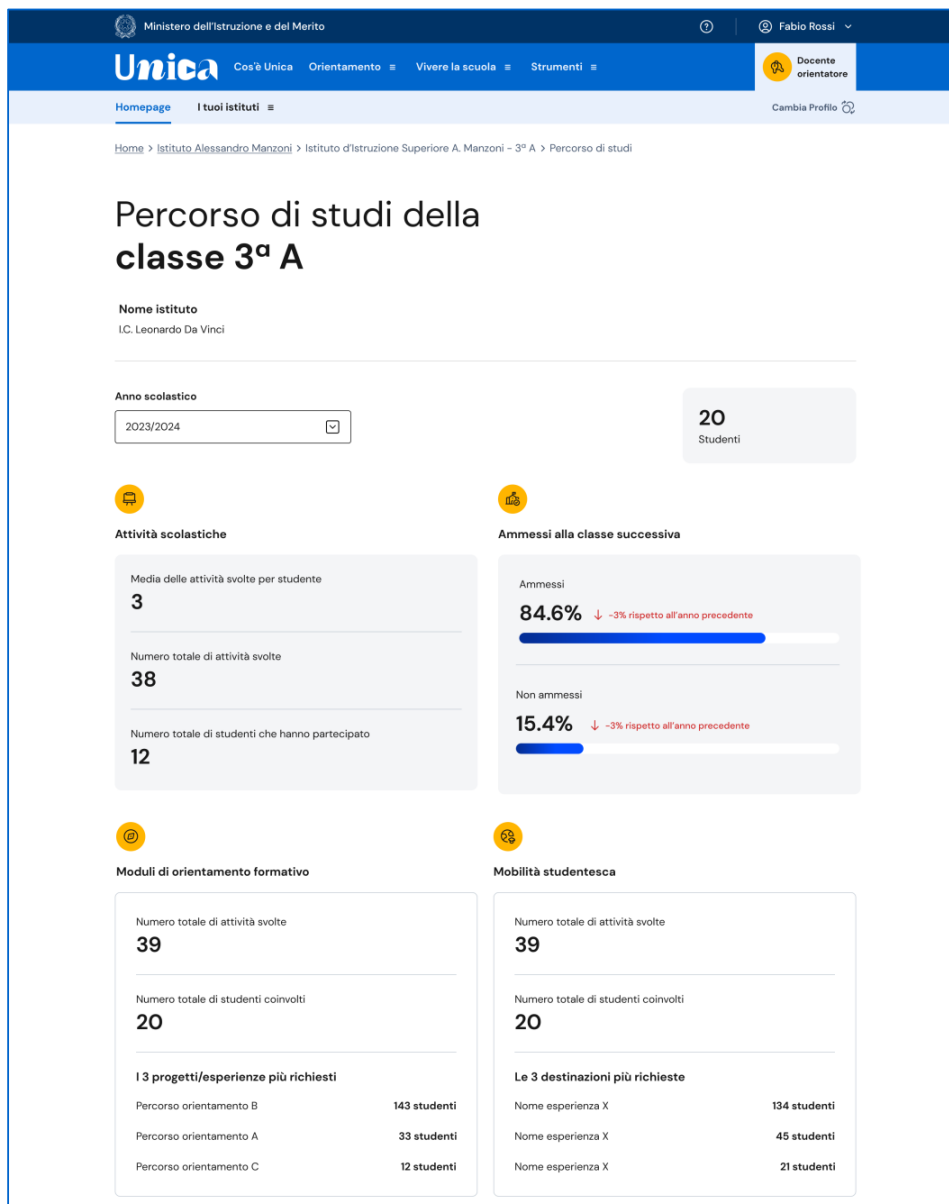 Ministero dell'Istruzione e del Merito
Fabio Rossi
Unica
Cos'è Unica Orientamento Vivere la scuola Strumenti
Docente orientatore
Homepage I tuoi istituti
Cambia Profilo
Home > Istituto Alessandro Manzoni > Istituto d'Istruzione Superiore A. Manzoni - 3ª A > Percorso di studi
Percorso di studi della
classe 3ª A
Nome istituto
I.C. Leonardo Da Vinci
Anno scolastico
2023/2024
20
Studenti
Attività scolastiche
Media delle attività svolte per studente
3
Numero totale di attività svolte
38
Numero totale di studenti che hanno partecipato
12
Ammessi alla classe successiva
Ammessi
84.6% ↓ -3% rispetto all'anno precedente
Non ammessi
15.4% ↓ -3% rispetto all'anno precedente
Moduli di orientamento formativo
Numero totale di attività svolte
39
Numero totale di studenti coinvolti
20
I 3 progetti/esperienze più richiesti
Percorso orientamento B 143 studenti
Percorso orientamento A 33 studenti
Percorso orientamento C 12 studenti
Mobilità studentesca
Numero totale di attività svolte
39
Numero totale di studenti coinvolti
20
Le 3 destinazioni più richieste
Nome esperienza X 134 studenti
Nome esperienza X 45 studenti
Nome esperienza X 21 studenti